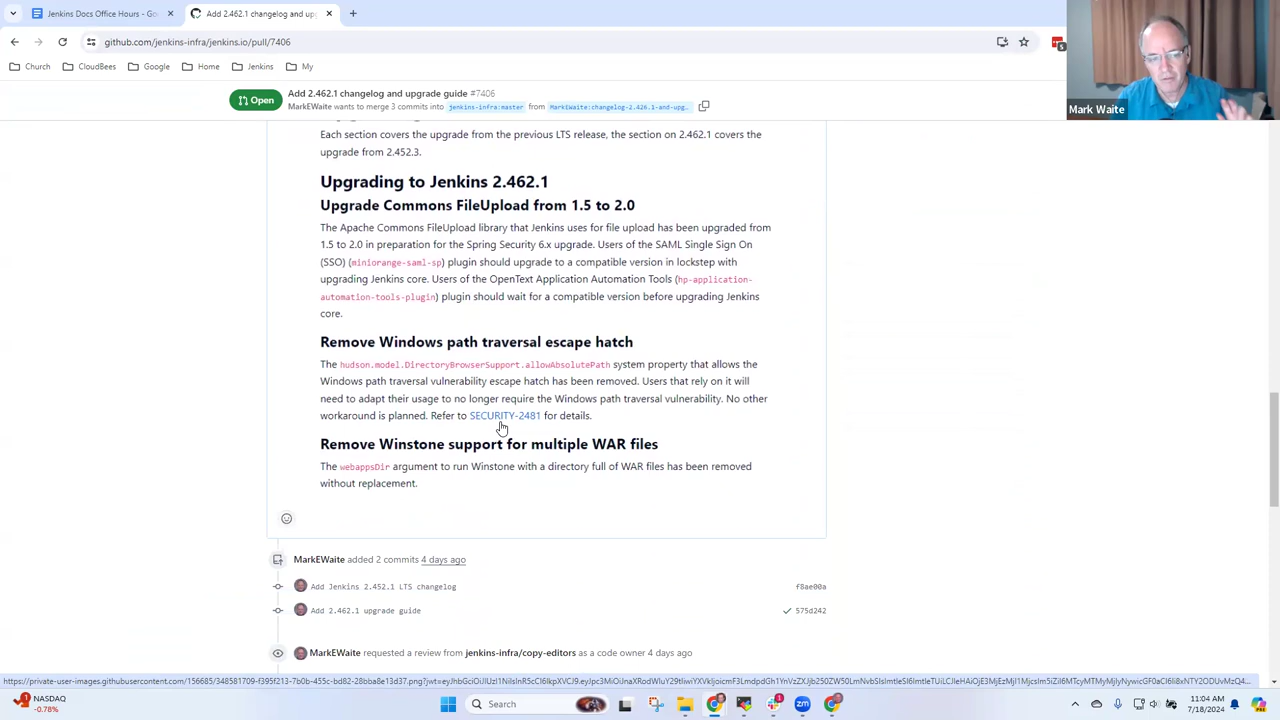 Jenkins Docs Office Hours - Go
Add 2.462.1 changelog and upg
github.com/jenkins-infra/jenkins.io/pull/7406
Church
CloudBees
Google
Home
Jenkins
My
Mark Waite
Open
Add 2.462.1 changelog and upgrade guide #7406
MarkEWaite wants to merge 3 commits into jenkins-infra:master from MarkEWaite:changelog-2.426.1-and-upg…
Each section covers the upgrade from the previous LTS release, the section on 2.462.1 covers the
upgrade from 2.452.3.
Upgrading to Jenkins 2.462.1
Upgrade Commons FileUpload from 1.5 to 2.0
The Apache Commons FileUpload library that Jenkins uses for file upload has been upgraded from
1.5 to 2.0 in preparation for the Spring Security 6.x upgrade. Users of the SAML Single Sign On
(SSO) (miniorange-saml-sp) plugin should upgrade to a compatible version in lockstep with
upgrading Jenkins core. Users of the OpenText Application Automation Tools (hp-application-
automation-tools-plugin) plugin should wait for a compatible version before upgrading Jenkins
core.
Remove Windows path traversal escape hatch
The hudson.model.DirectoryBrowserSupport.allowAbsolutePath system property that allows the
Windows path traversal vulnerability escape hatch has been removed. Users that rely on it will
need to adapt their usage to no longer require the Windows path traversal vulnerability. No other
workaround is planned. Refer to SECURITY-2481 for details.
Remove Winstone support for multiple WAR files
The webappsDir argument to run Winstone with a directory full of WAR files has been removed
without replacement.
MarkEWaite added 2 commits 4 days ago
Add Jenkins 2.452.1 LTS changelog f8ae00a
Add 2.462.1 upgrade guide 575d242
MarkEWaite requested a review from jenkins-infra/copy-editors as a code owner 4 days ago
NASDAQ
-0.78%
Search
11:04 AM
7/18/2024